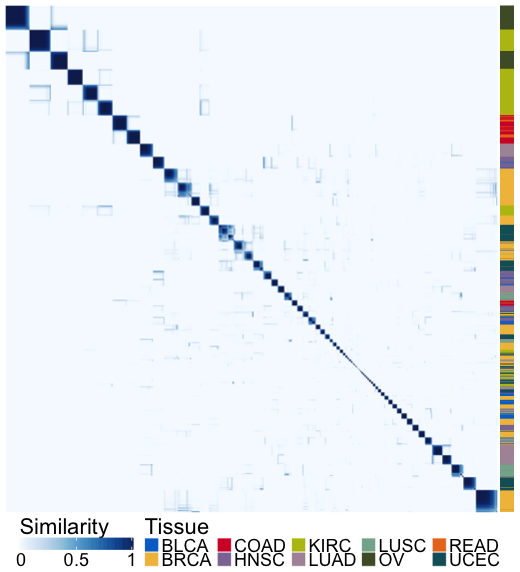 Similarity Tissue
BLCA COAD KIRC LUSC READ
0 0.5 1 BRCA HNSC LUAD OV UCEC